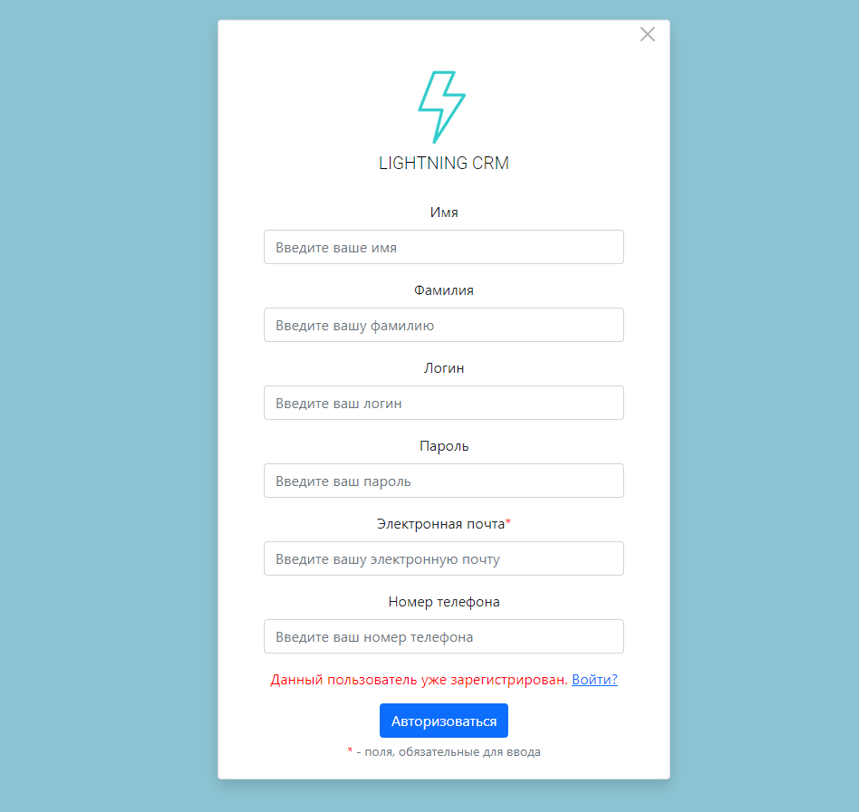 LIGHTNING CRM
Имя
Введите ваше имя
Фамилия
Введите вашу фамилию
Логин
Введите ваш логин
Пароль
Введите ваш пароль
Электронная почта*
Введите вашу электронную почту
Номер телефона
Введите ваш номер телефона
Данный пользователь уже зарегистрирован. Войти?
Авторизоваться
* - поля, обязательные для ввода